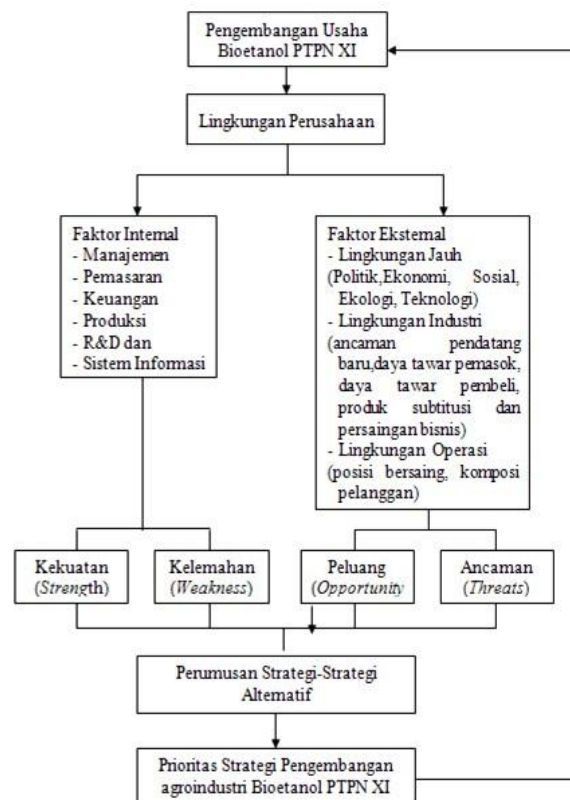 Pengembangan Usaha
Bioetanol PTPN XI
Lingkungan Perusahaan
Faktor Internal
- Manajemen
- Pemasaran
- Keuangan
- Produksi
- R&D dan
- Sistem Informasi
Faktor Eksternal
- Lingkungan Jauh
(Politik,Ekonomi, Sosial,
Ekologi, Teknologi)
- Lingkungan Industri
(ancaman pendatang
baru,daya tawar pemasok,
daya tawar pembeli,
produk subtitusi dan
persaingan bisnis)
- Lingkungan Operasi
(posisi bersaing, komposi
pelanggan)
Kekuatan
(Strength)
Kelemahan
(Weakness)
Peluang
(Opportunity
Ancaman
(Threats)
Perumusan Strategi-Strategi
Alternatif
Prioritas Strategi Pengembangan
agroindustri Bioetanol PTPN XI